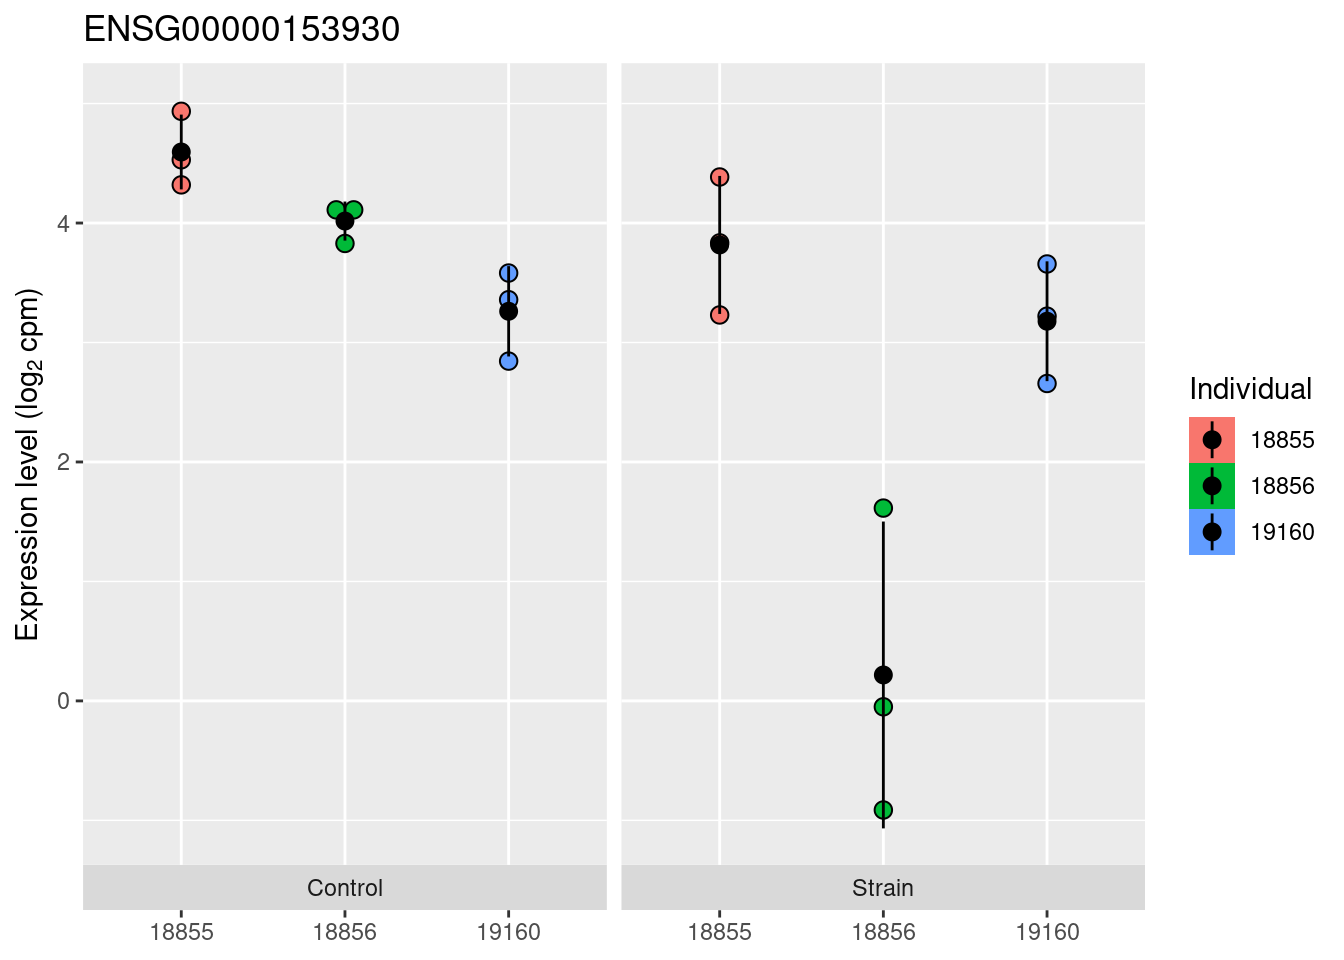 ENSG00000153930
Expression level (log₂ cpm)
4
2
0
Control
Strain
18855
18856
19160
18855
18856
19160
Individual
18855
18856
19160